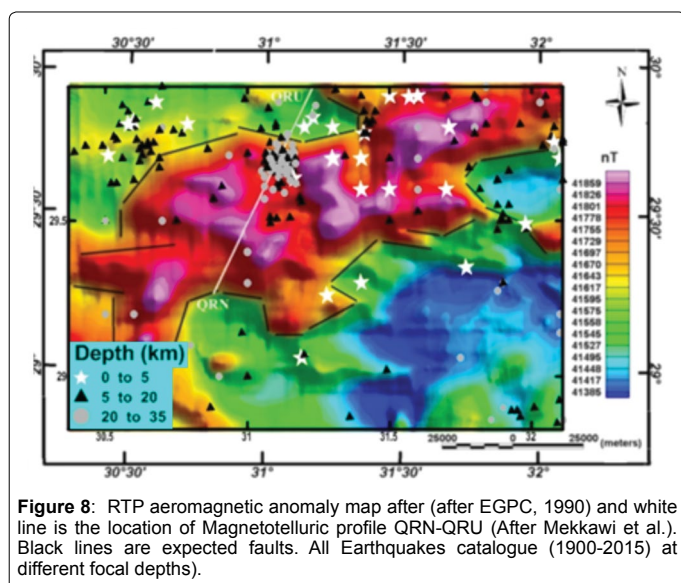 30°30' 31° 31°30' 32°
30° 30°
N
QRU
nT
41859
41826
41801
41778
41755
41729
41697
41670
41643
41617
41595
41575
41558
41545
41527
41495
41448
41417
41385
29°30' 29.5 29°30'
QRN
Depth (km)
0 to 5
5 to 20
20 to 35
29° 29 29°
30.5 31 31.5 32
25000 0 25000
(meters)
30°30' 31° 31°30' 32°
Figure 8: RTP aeromagnetic anomaly map after (after EGPC, 1990) and white
line is the location of Magnetotelluric profile QRN-QRU (After Mekkawi et al.).
Black lines are expected faults. All Earthquakes catalogue (1900-2015) at
different focal depths).